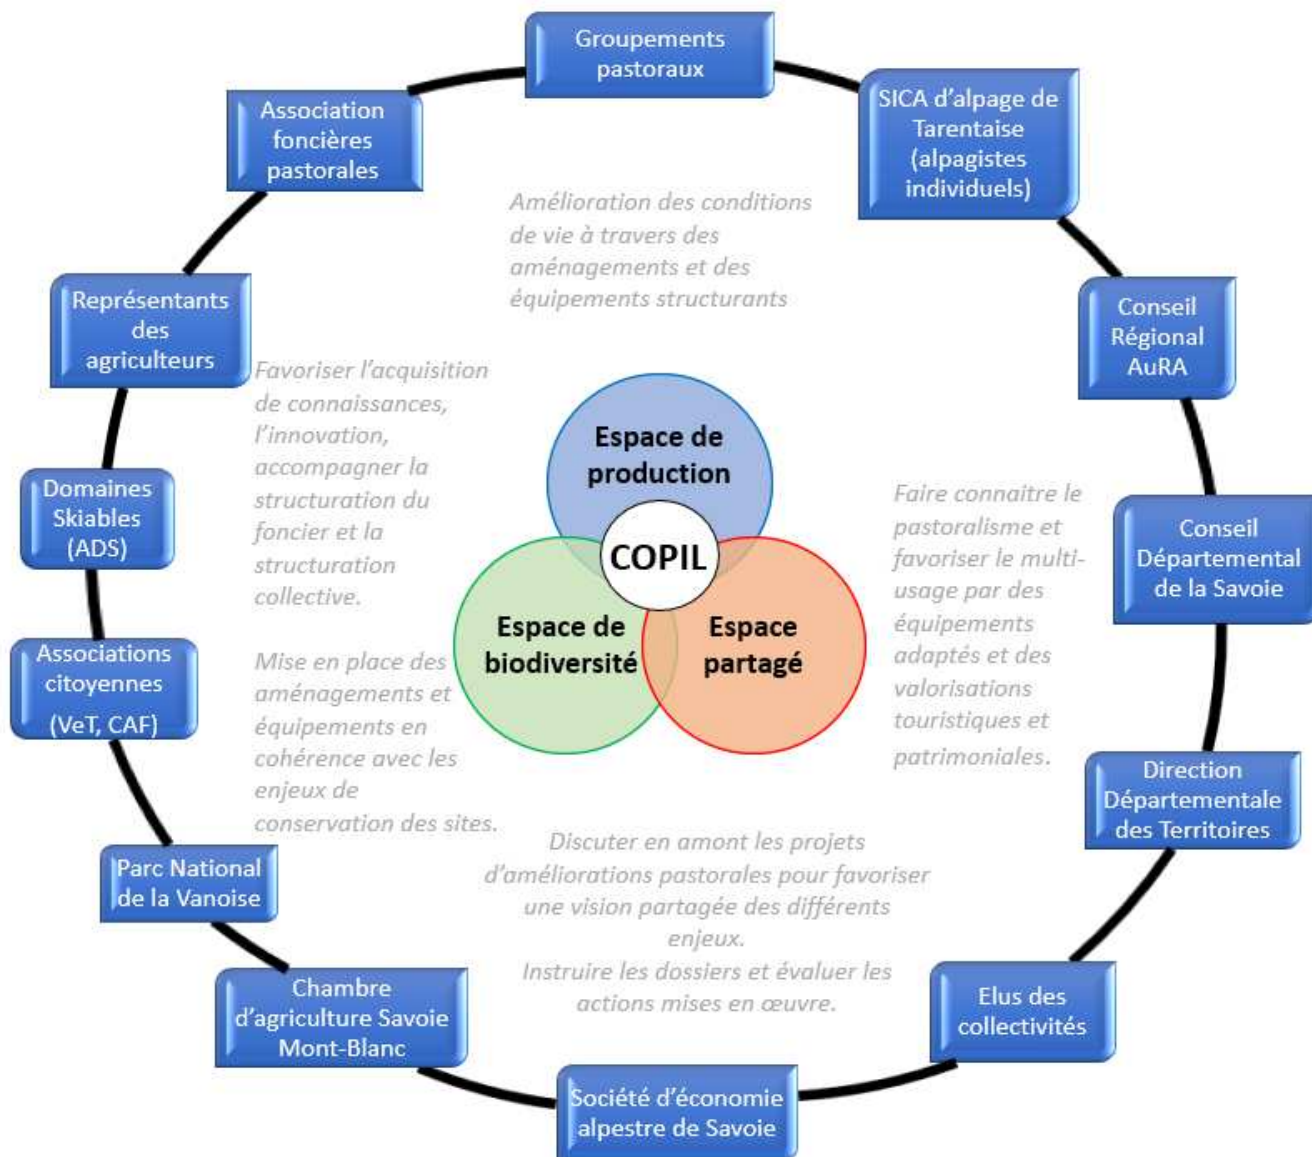 Groupements
pastoraux
SICA d'alpage de
Tarentaise
(alpagistes
individuels)
Conseil
Régional
AuRA
Conseil
Départemental
de la Savoie
Direction
Départementale
des Territoires
Elus des
collectivités
Société d'économie
alpestre de Savoie
Chambre
d'agriculture Savoie
Mont-Blanc
Parc National
de la Vanoise
Associations
citoyennes
(VeT, CAF)
Domaines
Skiables
(ADS)
Représentants
des
agriculteurs
Association
foncières
pastorales
Amélioration des conditions
de vie à travers des
aménagements et des
équipements structurants
Favoriser l'acquisition
de connaissances,
l'innovation,
accompagner la
structuration du
foncier et la
structuration
collective.
Mise en place des
aménagements et
équipements en
cohérence avec les
enjeux de
conservation des sites.
Espace de
production
COPIL
Espace de
biodiversité
Espace
partagé
Faire connaitre le
pastoralisme et
favoriser le multi-
usage par des
équipements
adaptés et des
valorisations
touristiques et
patrimoniales.
Discuter en amont les projets
d'améliorations pastorales pour favoriser
une vision partagée des différents
enjeux.
Instruire les dossiers et évaluer les
actions mises en œuvre.